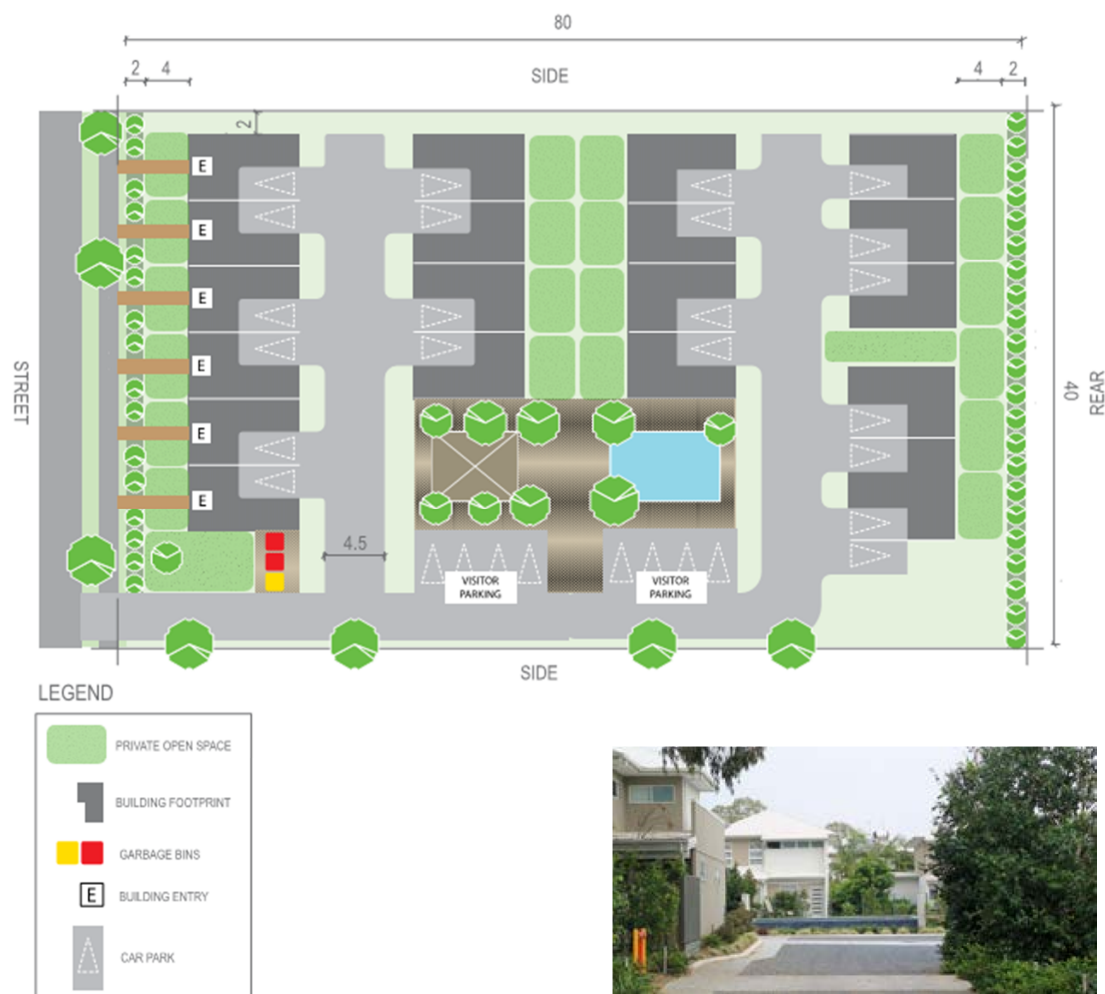 80
2
4
SIDE
4
2
2
E
E
E
E
E
E
STREET
40
REAR
4.5
VISITOR
PARKING
VISITOR
PARKING
SIDE
LEGEND
PRIVATE OPEN SPACE
BUILDING FOOTPRINT
GARBAGE BINS
E
BUILDING ENTRY
CAR PARK